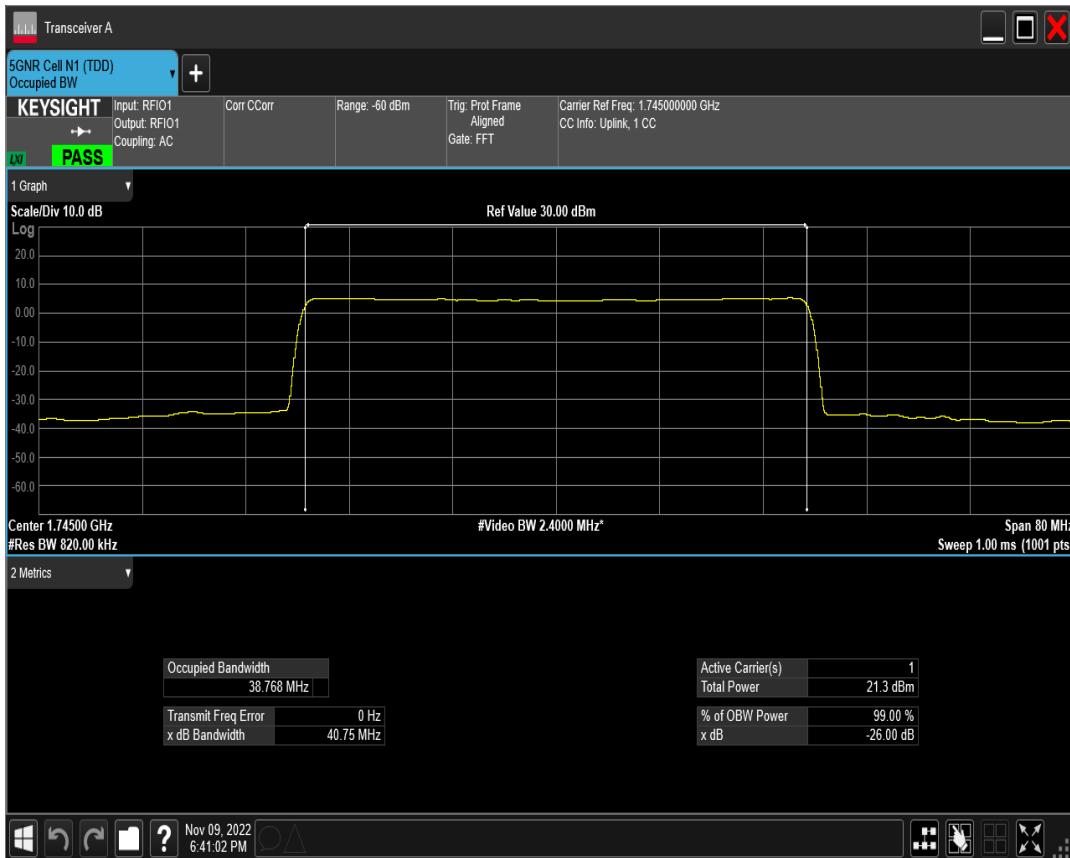 Transceiver A
5GNR Cell N1 (TDD)
Occupied BW
+
KEYSIGHT
LXI
PASS
Input: RFIO1
Output: RFIO1
Coupling: AC
Corr CCorr
Range: -60 dBm
Trig: Prot Frame
Aligned
Gate: FFT
Carrier Ref Freq: 1.745000000 GHz
CC Info: Uplink, 1 CC
1 Graph
Scale/Div 10.0 dB
Ref Value 30.00 dBm
Log
20.0
10.0
0.00
-10.0
-20.0
-30.0
-40.0
-50.0
-60.0
Center 1.74500 GHz
#Video BW 2.4000 MHz*
Span 80 MHz
#Res BW 820.00 kHz
Sweep 1.00 ms (1001 pts
2 Metrics
Occupied Bandwidth
38.768 MHz
Transmit Freq Error 0 Hz
x dB Bandwidth 40.75 MHz
Active Carrier(s) 1
Total Power 21.3 dBm
% of OBW Power 99.00 %
x dB -26.00 dB
?
Nov 09, 2022
6:41:02 PM